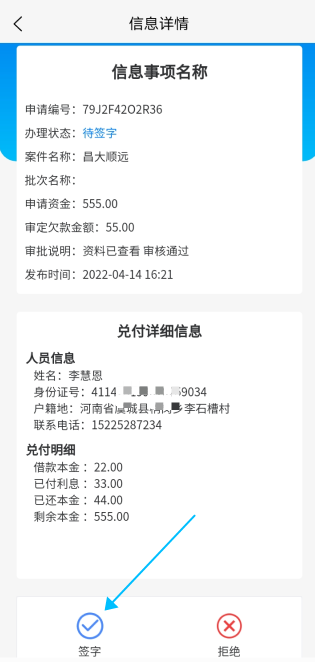 信息详情
信息事项名称
申请编号：79J2F42O2R36
办理状态：待签字
案件名称：昌大顺远
批次名称：
申请资金：555.00
审定欠款金额：55.00
审批说明：资料已查看 审核通过
发布时间：2022-04-14 16:21
兑付详细信息
人员信息
姓名：李慧恩
身份证号：4114 9034
户籍地：河南省虞城县 乡李石槽村
联系电话：15225287234
兑付明细
借款本金 ：22.00
已付利息 ：33.00
已还本金 ：44.00
剩余本金 ：555.00
签字
拒绝